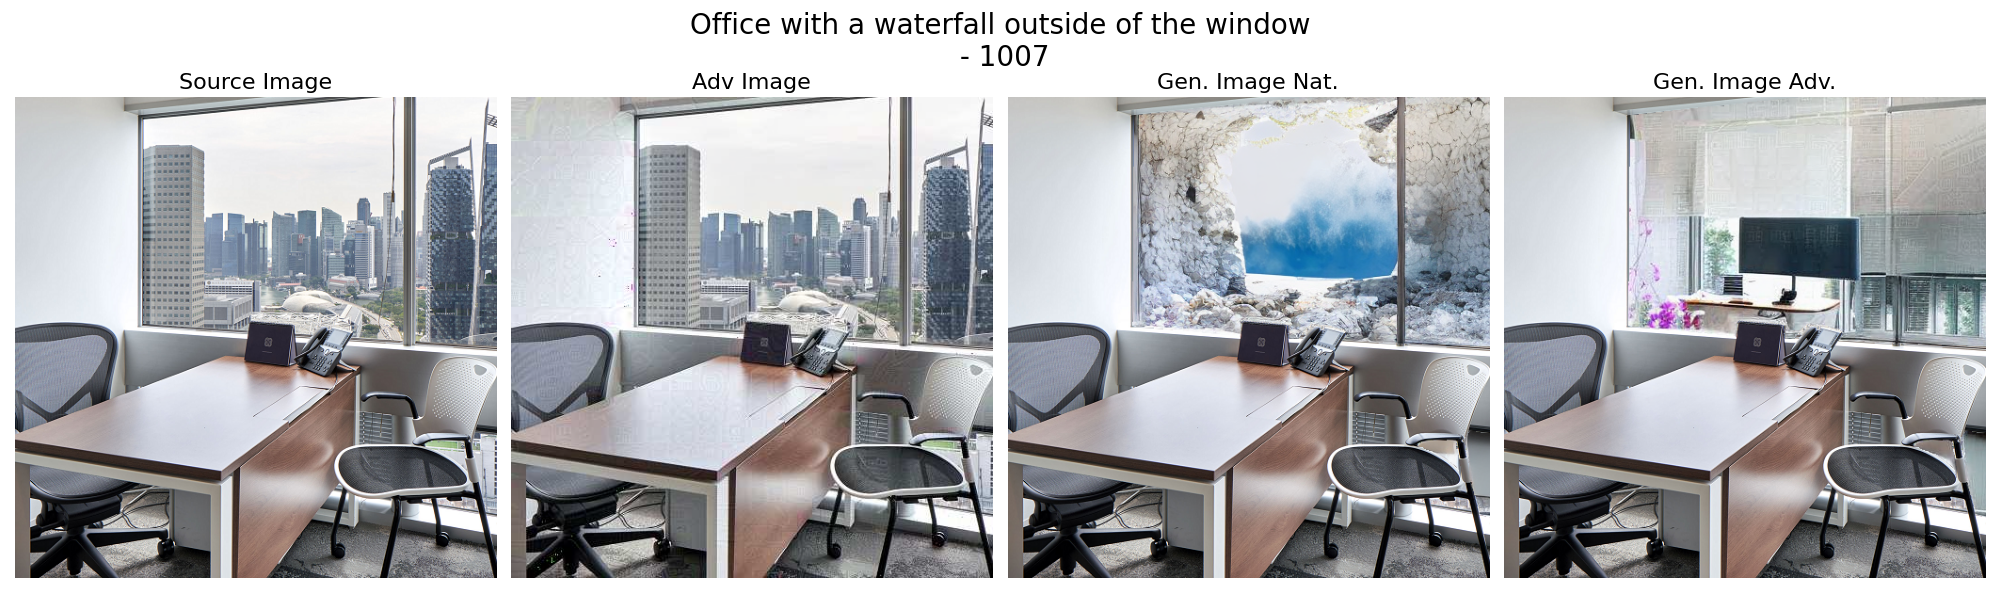 Office with a waterfall outside of the window
- 1007
Source Image
Adv Image
Gen. Image Nat.
Gen. Image Adv.